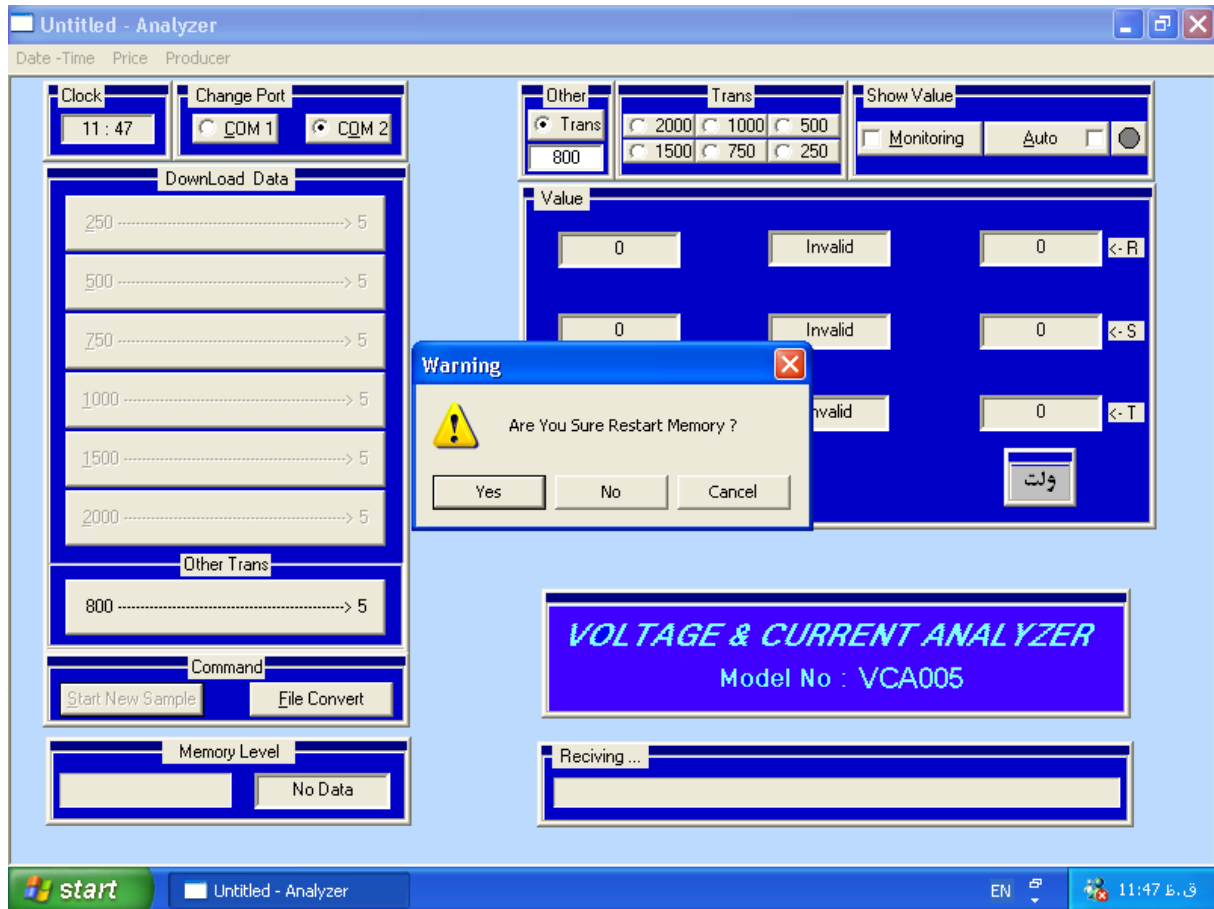 Untitled - Analyzer
Date -Time Price Producer
Clock
11 : 47
Change Port
COM 1
COM 2
Other
Trans
800
Trans
2000 1000 500
1500 750 250
Show Value
Monitoring
Auto
DownLoad Data
250 ----------------------------------------------> 5
500 ----------------------------------------------> 5
750 ----------------------------------------------> 5
1000 --------------------------------------------> 5
1500 --------------------------------------------> 5
2000 --------------------------------------------> 5
Other Trans
800 ----------------------------------------------> 5
Command
Start New Sample
File Convert
Memory Level
No Data
Value
0 Invalid 0 <- R
0 Invalid 0 <- S
nvalid 0 <- T
ولت
Warning
Are You Sure Restart Memory ?
Yes No Cancel
VOLTAGE & CURRENT ANALYZER
Model No : VCA005
Reciving ...
start
Untitled - Analyzer
EN
11:47 ق.ظ